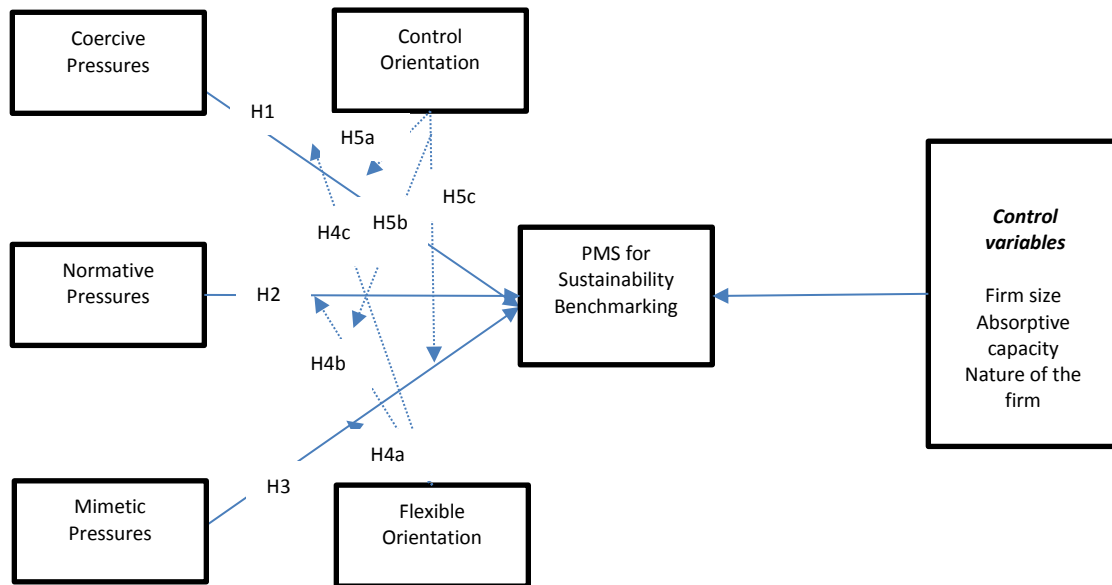 Coercive
Pressures
Control
Orientation
H1
H5a
H5c
H5b
H4c
Normative
Pressures
H2
PMS for
Sustainability
Benchmarking
Control
variables
Firm size
Absorptive
capacity
Nature of the
firm
H4b
H4a
H3
Mimetic
Pressures
Flexible
Orientation